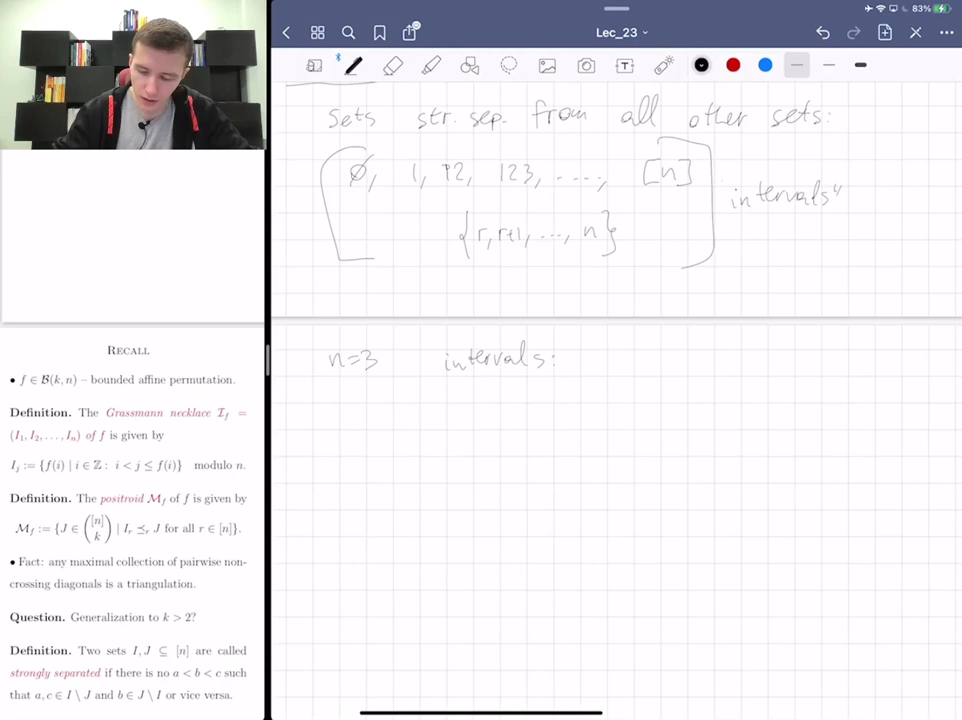 83%
Lec_23
sets str. sep. from all other sets:
∅, 1, 12, 123, ...., [n]
intervals"
{r, r+1, ..., n}
n=3 intervals:
RECALL
• f ∈ B(k, n) – bounded affine permutation.
Definition. The Grassmann necklace I_f =
(I₁, I₂, . . . , Iₙ) of f is given by
I_j := {f(i) | i ∈ ℤ : i < j ≤ f(i)} modulo n.
Definition. The positroid M_f of f is given by
M_f := {J ∈ ([n] k) | I_r ⪯_r J for all r ∈ [n]}.
• Fact: any maximal collection of pairwise non-
crossing diagonals is a triangulation.
Question. Generalization to k > 2?
Definition. Two sets I, J ⊆ [n] are called
strongly separated if there is no a < b < c such
that a, c ∈ I \ J and b ∈ J \ I or vice versa.